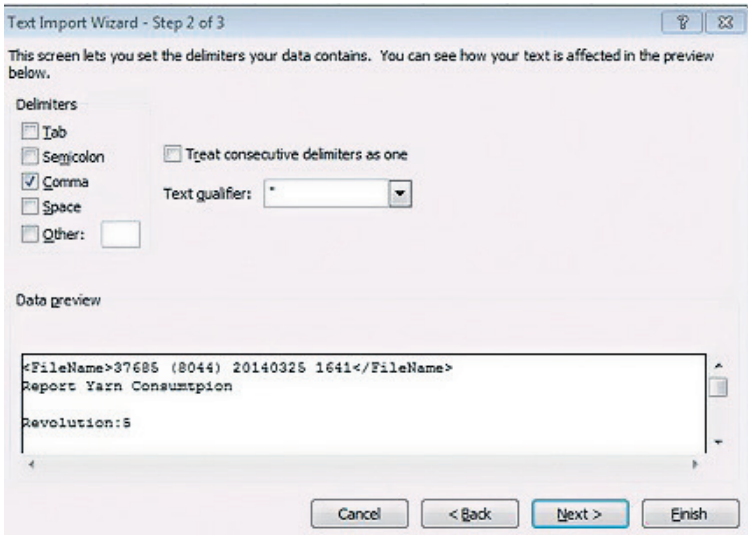 Text Import Wizard - Step 2 of 3
This screen lets you set the delimiters your data contains. You can see how your text is affected in the preview
below.
Delimiters
Tab
Semicolon
Comma
Space
Other:
Treat consecutive delimiters as one
Text qualifier: "
Data preview
<FileName>37685 (8044) 20140325 1641</FileName>
Report Yarn Consumtpion
Revolution:5
Cancel < Back Next > Finish